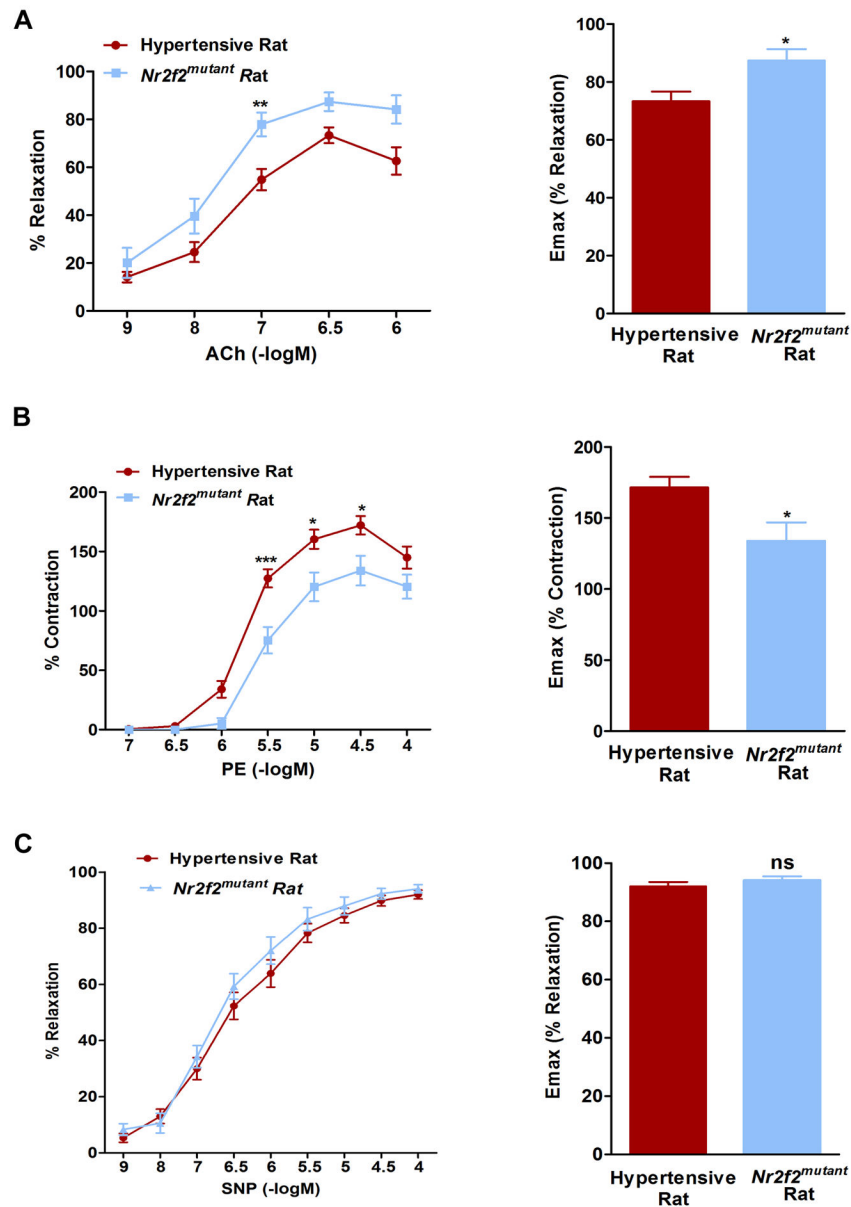 A
Hypertensive Rat
Nr2f2mutant Rat
100
80
60
40
20
0
**
% Relaxation
9 8 7 6.5 6
ACh (-logM)
100
80
60
40
20
0
*
Emax (% Relaxation)
Hypertensive
Rat
Nr2f2mutant
Rat
B
Hypertensive Rat
Nr2f2mutant Rat
200
150
100
50
0
*** * *
% Contraction
7 6.5 6 5.5 5 4.5 4
PE (-logM)
200
150
100
50
0
*
Emax (% Contraction)
Hypertensive
Rat
Nr2f2mutant
Rat
C
Hypertensive Rat
Nr2f2mutant Rat
100
80
60
40
20
0
% Relaxation
9 8 7 6.5 6 5.5 5 4.5 4
SNP (-logM)
100
80
60
40
20
0
ns
Emax (% Relaxation)
Hypertensive
Rat
Nr2f2mutant
Rat